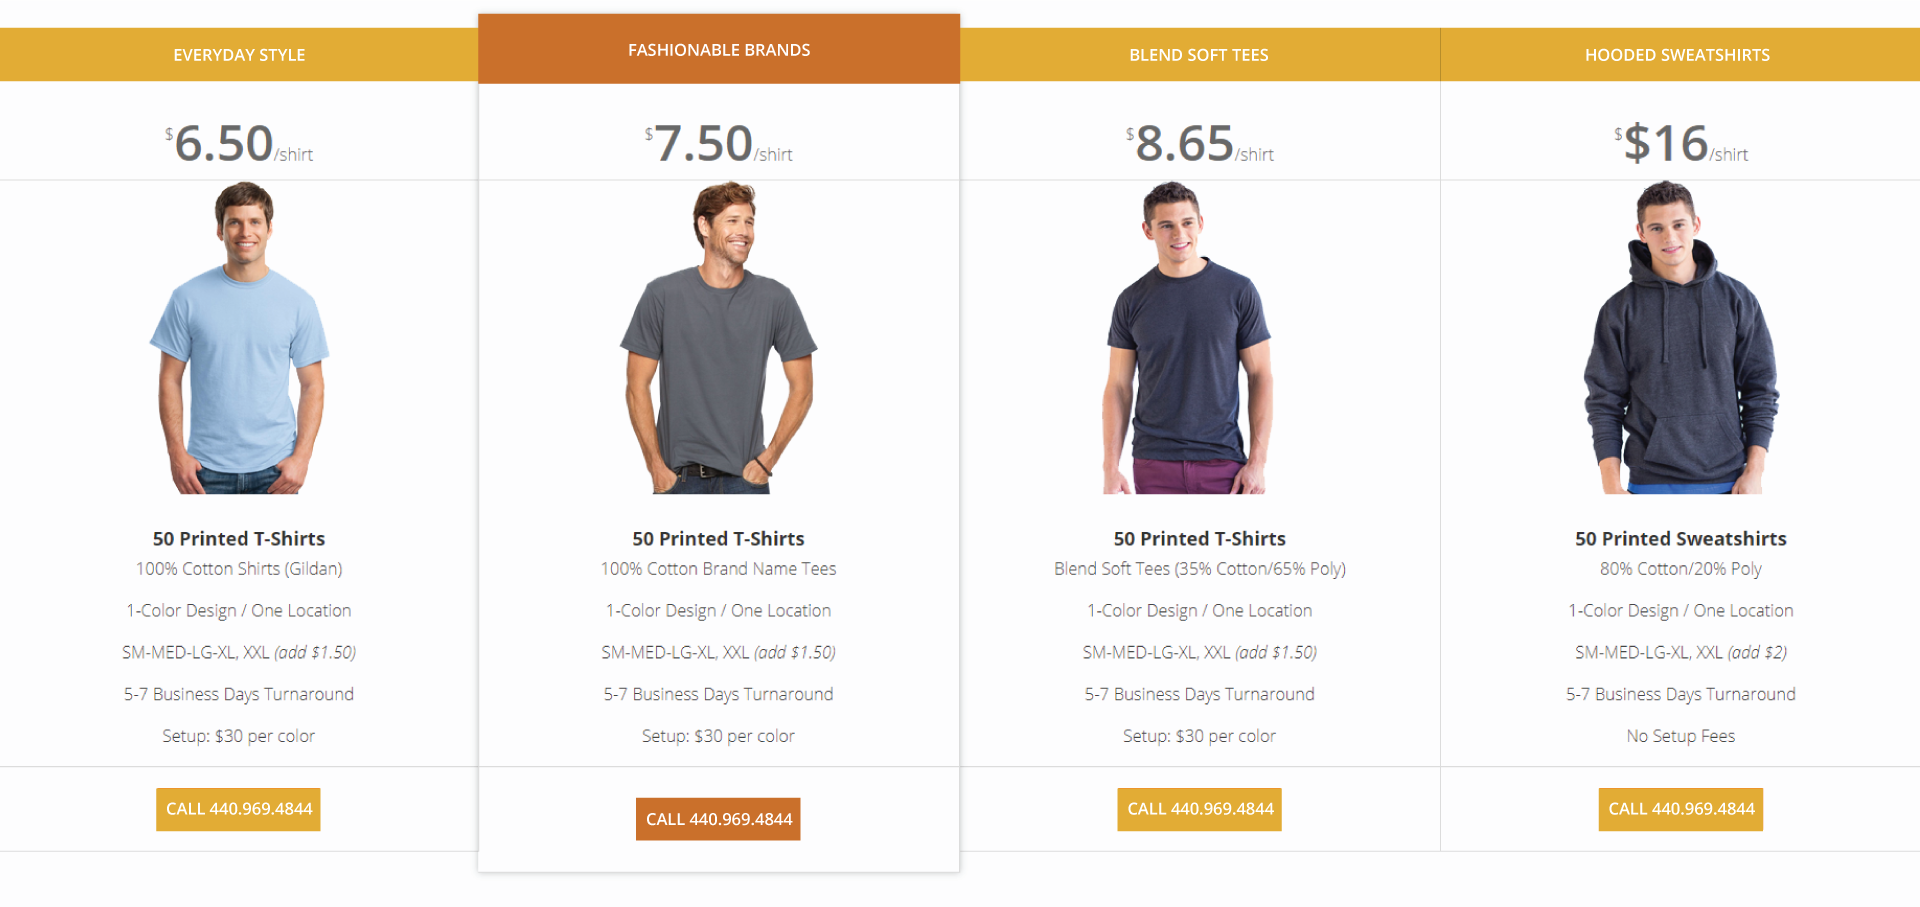 EVERYDAY STYLE
$6.50/shirt
50 Printed T-Shirts
100% Cotton Shirts (Gildan)
1-Color Design / One Location
SM-MED-LG-XL, XXL (add $1.50)
5-7 Business Days Turnaround
Setup: $30 per color
CALL 440.969.4844
FASHIONABLE BRANDS
$7.50/shirt
50 Printed T-Shirts
100% Cotton Brand Name Tees
1-Color Design / One Location
SM-MED-LG-XL, XXL (add $1.50)
5-7 Business Days Turnaround
Setup: $30 per color
CALL 440.969.4844
BLEND SOFT TEES
$8.65/shirt
50 Printed T-Shirts
Blend Soft Tees (35% Cotton/65% Poly)
1-Color Design / One Location
SM-MED-LG-XL, XXL (add $1.50)
5-7 Business Days Turnaround
Setup: $30 per color
CALL 440.969.4844
HOODED SWEATSHIRTS
$$16/shirt
50 Printed Sweatshirts
80% Cotton/20% Poly
1-Color Design / One Location
SM-MED-LG-XL, XXL (add $2)
5-7 Business Days Turnaround
No Setup Fees
CALL 440.969.4844